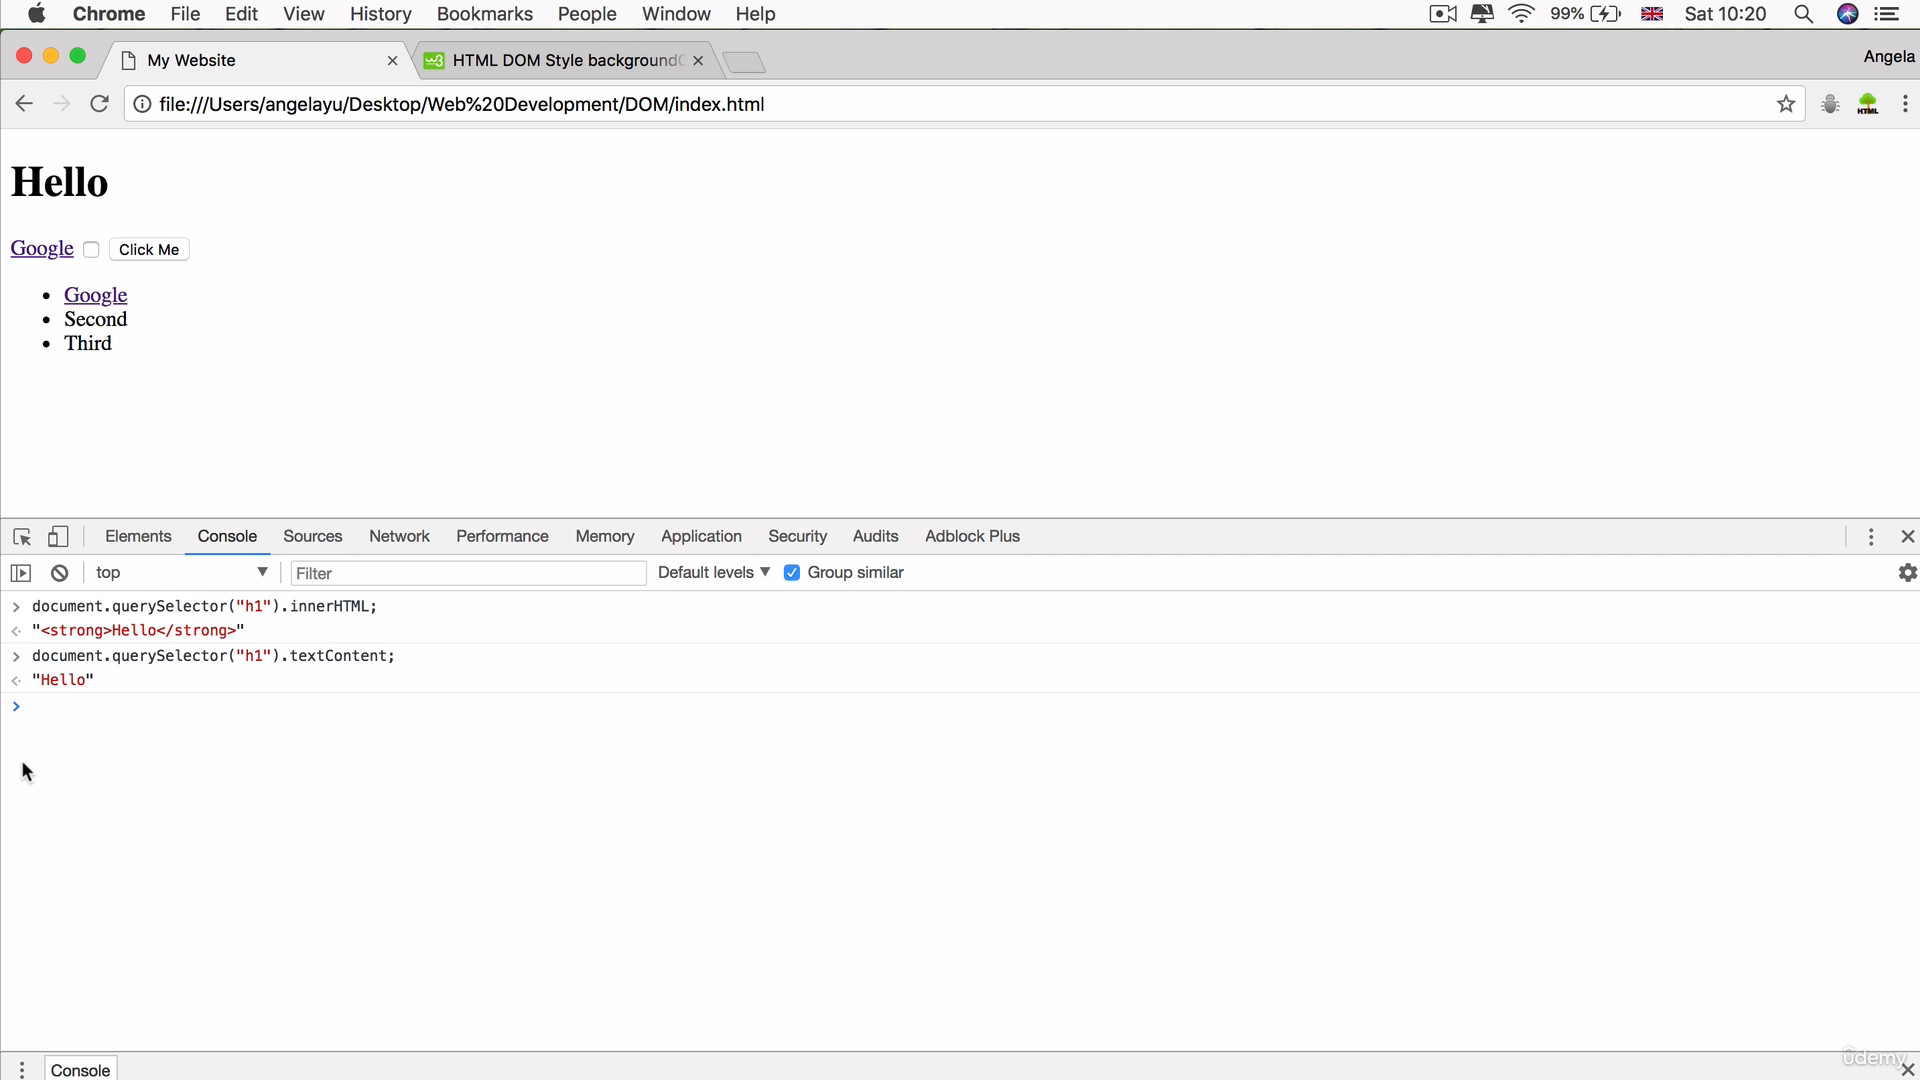 Chrome File Edit View History Bookmarks People Window Help 99% Sat 10:20
My Website HTML DOM Style background Angela
file:///Users/angelayu/Desktop/Web%20Development/DOM/index.html HTML
Hello
Google Click Me
• Google
• Second
• Third
Elements Console Sources Network Performance Memory Application Security Audits Adblock Plus
top Filter Default levels Group similar
document.querySelector("h1").innerHTML;
"<strong>Hello</strong>"
document.querySelector("h1").textContent;
"Hello"
Console
ûdemy